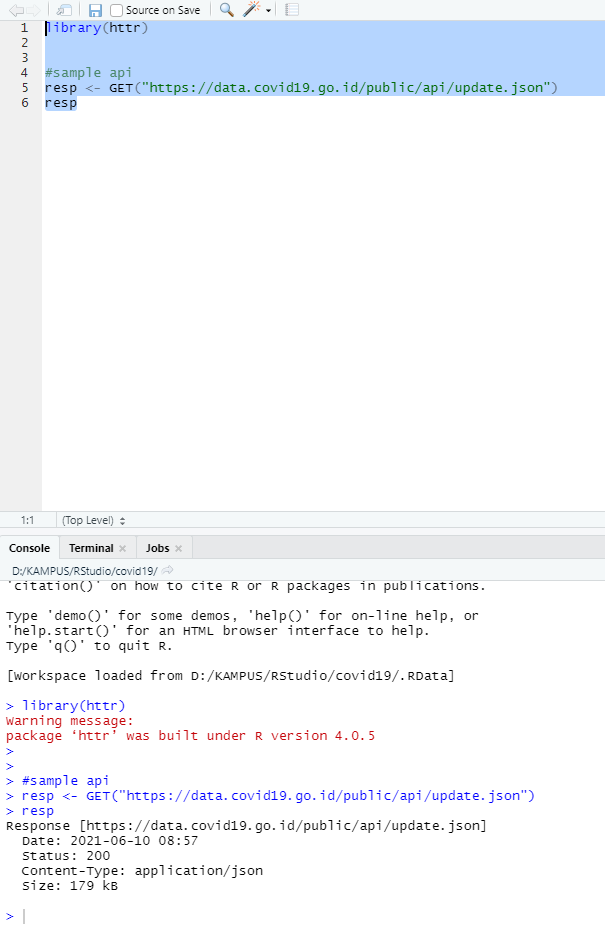 Source on Save
1 library(httr)
2
3
4 #sample api
5 resp <- GET("https://data.covid19.go.id/public/api/update.json")
6 resp
1:1 (Top Level)
Console Terminal × Jobs ×
D:/KAMPUS/RStudio/covid19/
'citation()' on how to cite R or R packages in publications.
Type 'demo()' for some demos, 'help()' for on-line help, or
'help.start()' for an HTML browser interface to help.
Type 'q()' to quit R.
[Workspace loaded from D:/KAMPUS/RStudio/covid19/.RData]
> library(httr)
Warning message:
package ‘httr’ was built under R version 4.0.5
>
>
> #sample api
> resp <- GET("https://data.covid19.go.id/public/api/update.json")
> resp
Response [https://data.covid19.go.id/public/api/update.json]
Date: 2021-06-10 08:57
Status: 200
Content-Type: application/json
Size: 179 kB
>